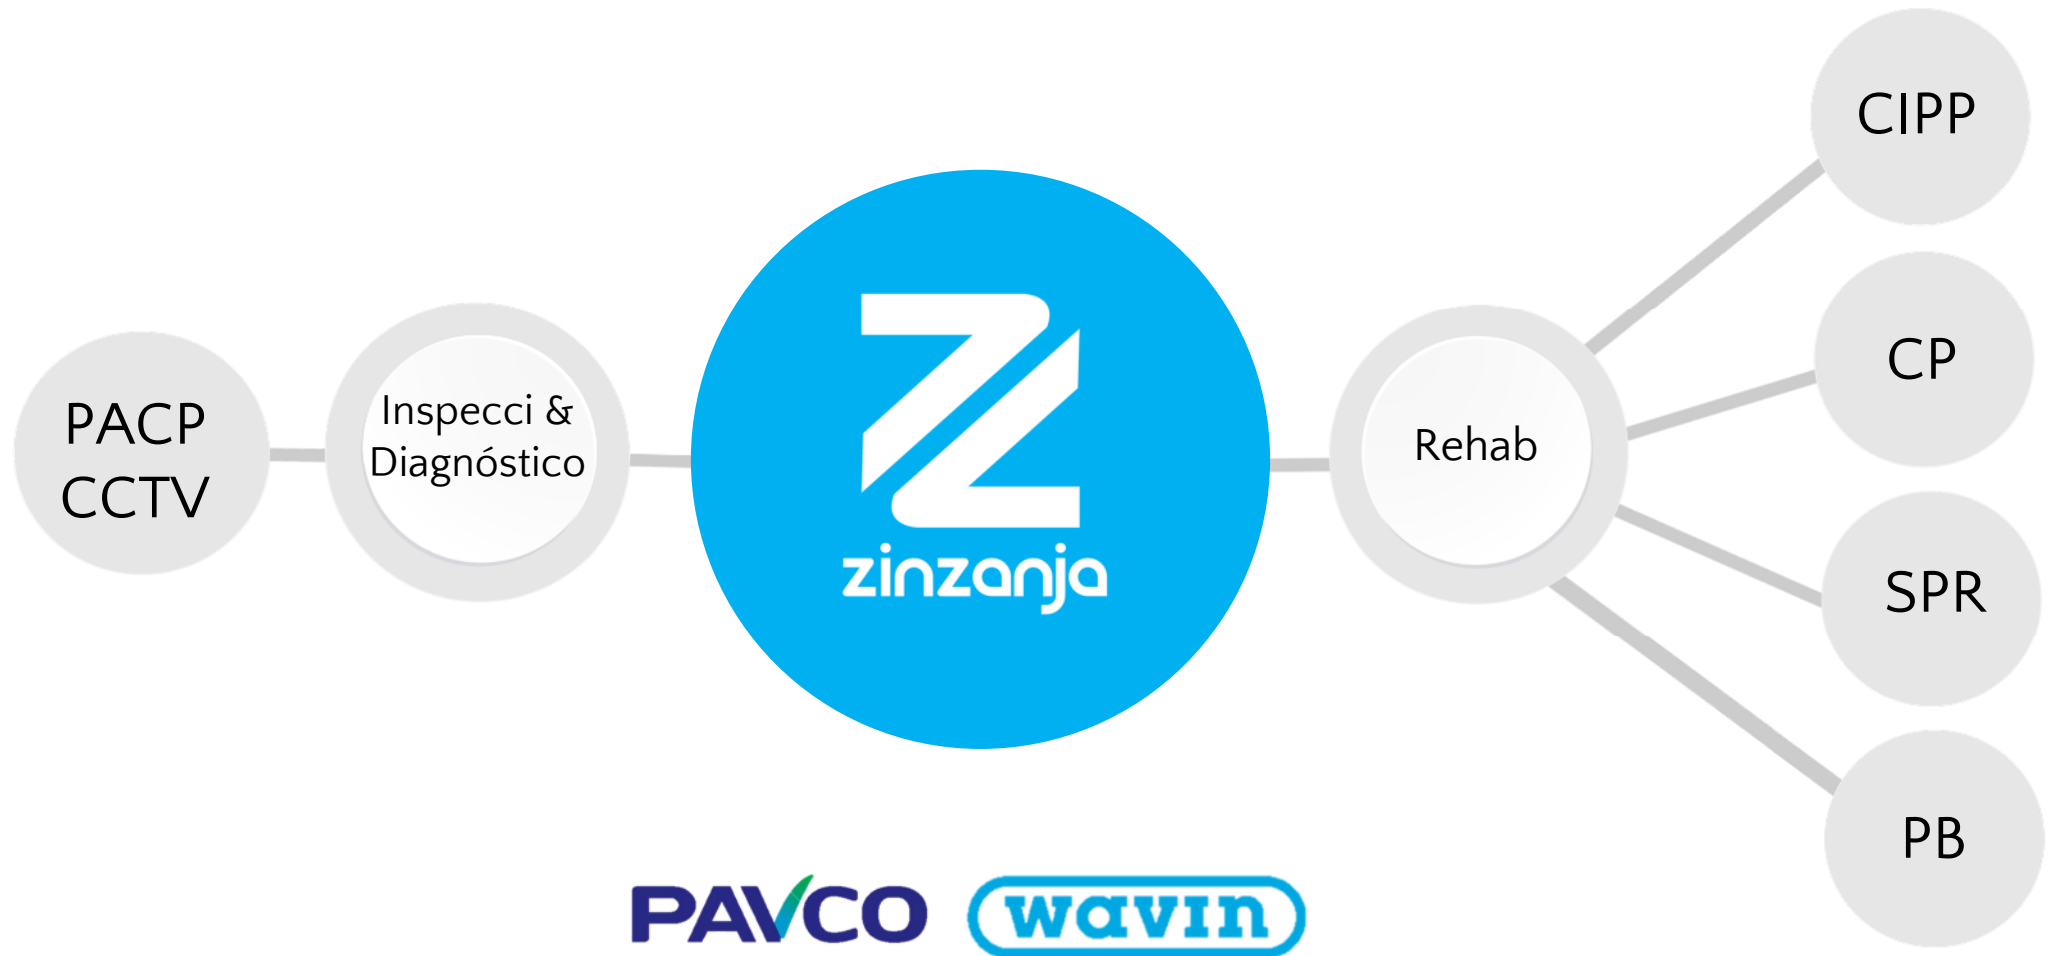 PACP
CCTV
Inspecci &
Diagnóstico
zinzanja
Rehab
CIPP
CP
SPR
PB
PAVCO
wavin